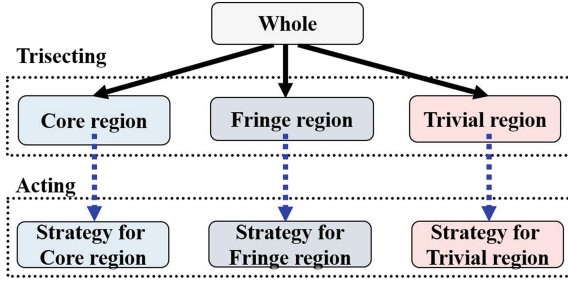 Whole
Trisecting
Core region
Fringe region
Trivial region
Acting
Strategy for
Core region
Strategy for
Fringe region
Strategy for
Trivial region